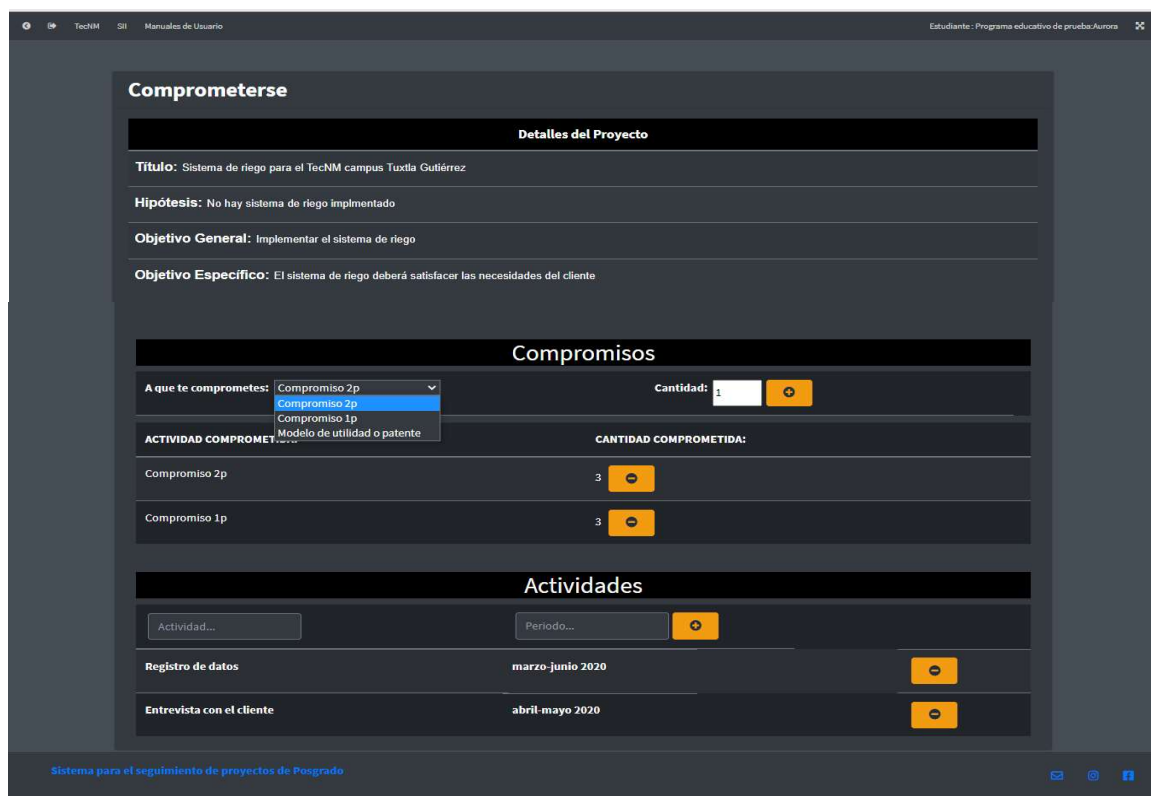 TecNM SII Manuales de Usuario Estudiante : Programa educativo de prueba:Aurora
Comprometerse
Detalles del Proyecto
Título: Sistema de riego para el TecNM campus Tuxtla Gutiérrez
Hipótesis: No hay sistema de riego implmentado
Objetivo General: Implementar el sistema de riego
Objetivo Específico: El sistema de riego deberá satisfacer las necesidades del cliente
Compromisos
A que te comprometes: Compromiso 2p Cantidad: 1
Compromiso 2p
Compromiso 1p
Modelo de utilidad o patente
ACTIVIDAD CANTIDAD COMPROMETIDA:
Compromiso 2p 3
Compromiso 1p 3
Actividades
Actividad... Periodo...
Registro de datos marzo-junio 2020
Entrevista con el cliente abril-mayo 2020
Sistema para el seguimiento de proyectos de Posgrado